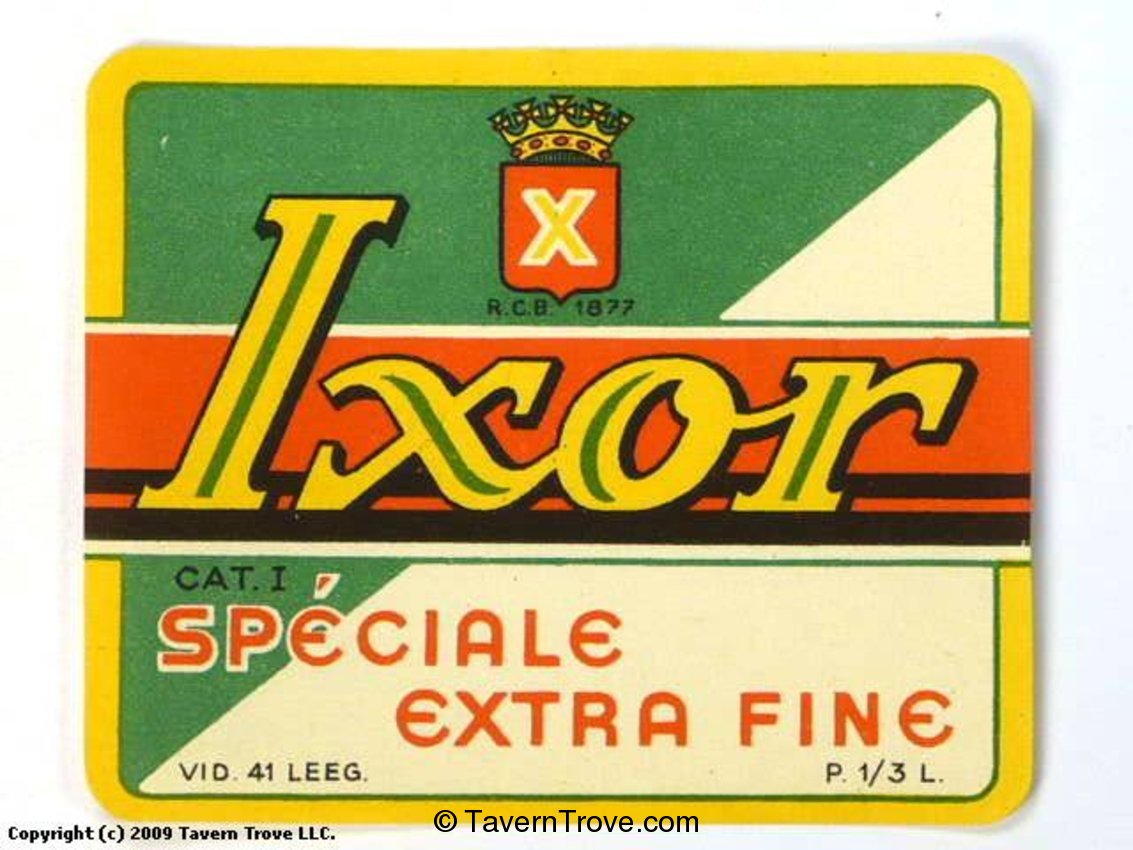 X
R.C.B. 1877
Ixor
CAT. I
SPÉCIALE
EXTRA FINE
VID. 41 LEEG.
P. 1/3 L.
Copyright (c) 2009 Tavern Trove LLC.
© TavernTrove.com